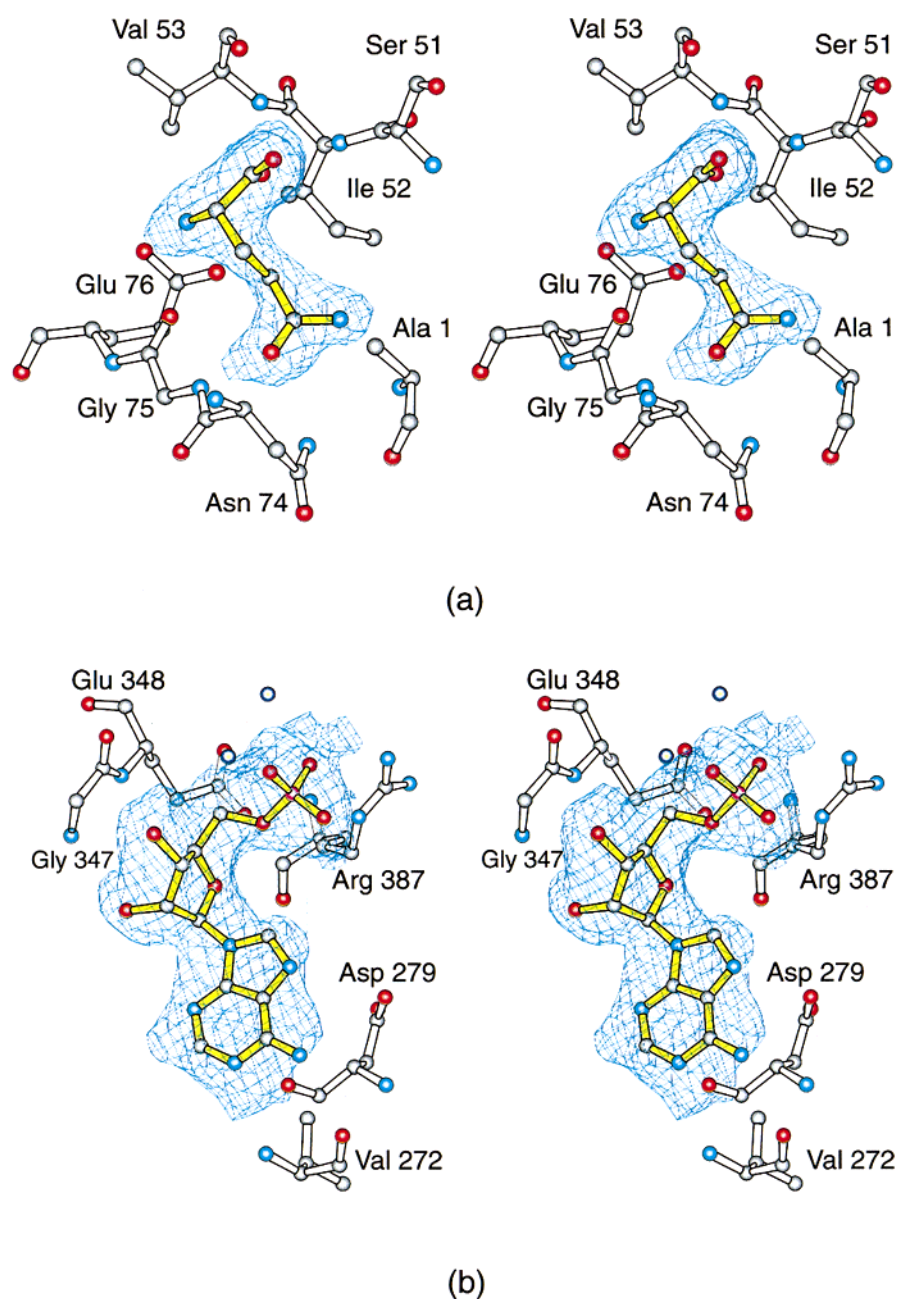 Val 53 Ser 51 Val 53 Ser 51
Ile 52 Ile 52
Glu 76 Glu 76
Ala 1 Ala 1
Gly 75 Gly 75
Asn 74 Asn 74
(a)
Glu 348 Glu 348
Gly 347 Arg 387 Gly 347 Arg 387
Asp 279 Asp 279
Val 272 Val 272
(b)